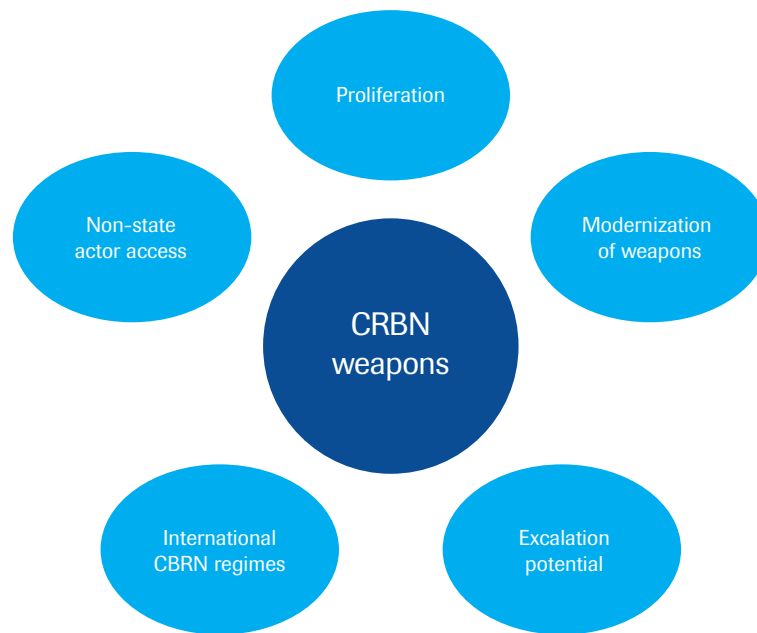 Proliferation
Non-state
actor access
Modernization
of weapons
CRBN
weapons
International
CBRN regimes
Excalation
potential